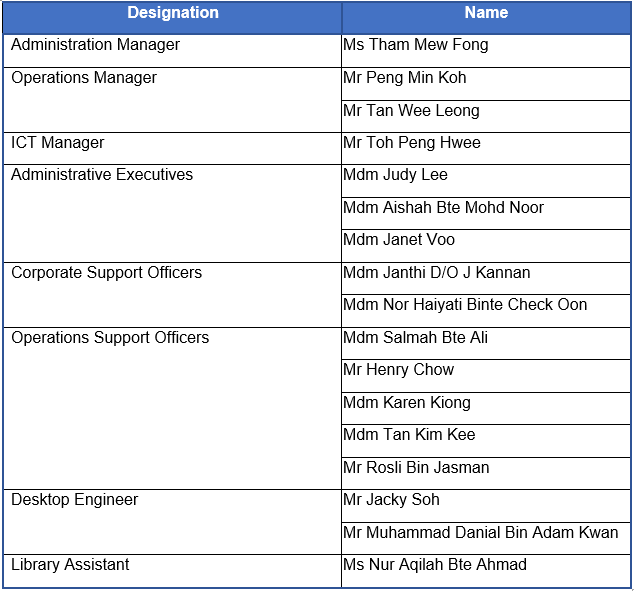 Designation Name
Administration Manager Ms Tham Mew Fong
Operations Manager Mr Peng Min Koh
Mr Tan Wee Leong
ICT Manager Mr Toh Peng Hwee
Administrative Executives Mdm Judy Lee
Mdm Aishah Bte Mohd Noor
Mdm Janet Voo
Corporate Support Officers Mdm Janthi D/O J Kannan
Mdm Nor Haiyati Binte Check Oon
Operations Support Officers Mdm Salmah Bte Ali
Mr Henry Chow
Mdm Karen Kiong
Mdm Tan Kim Kee
Mr Rosli Bin Jasman
Desktop Engineer Mr Jacky Soh
Mr Muhammad Danial Bin Adam Kwan
Library Assistant Ms Nur Aqilah Bte Ahmad